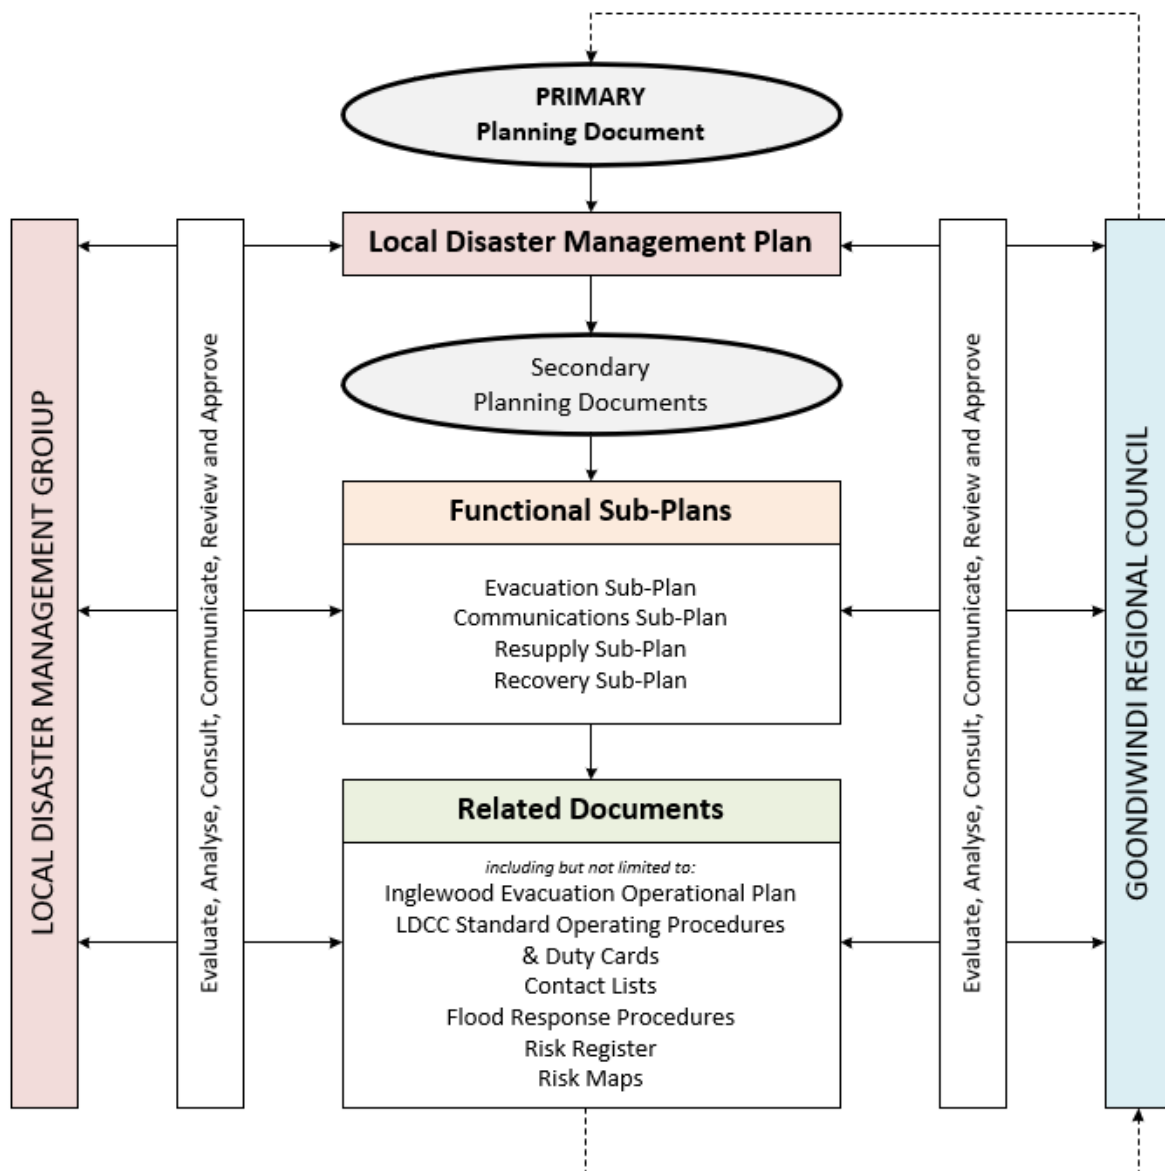 PRIMARY
Planning Document
Local Disaster Management Plan
Secondary
Planning Documents
Functional Sub-Plans
Evacuation Sub-Plan
Communications Sub-Plan
Resupply Sub-Plan
Recovery Sub-Plan
Related Documents
including but not limited to:
Inglewood Evacuation Operational Plan
LDCC Standard Operating Procedures
& Duty Cards
Contact Lists
Flood Response Procedures
Risk Register
Risk Maps
LOCAL DISASTER MANAGEMENT GROIUP
Evaluate, Analyse, Consult, Communicate, Review and Approve
Evaluate, Analyse, Consult, Communicate, Review and Approve
GOONDIWINDI REGIONAL COUNCIL